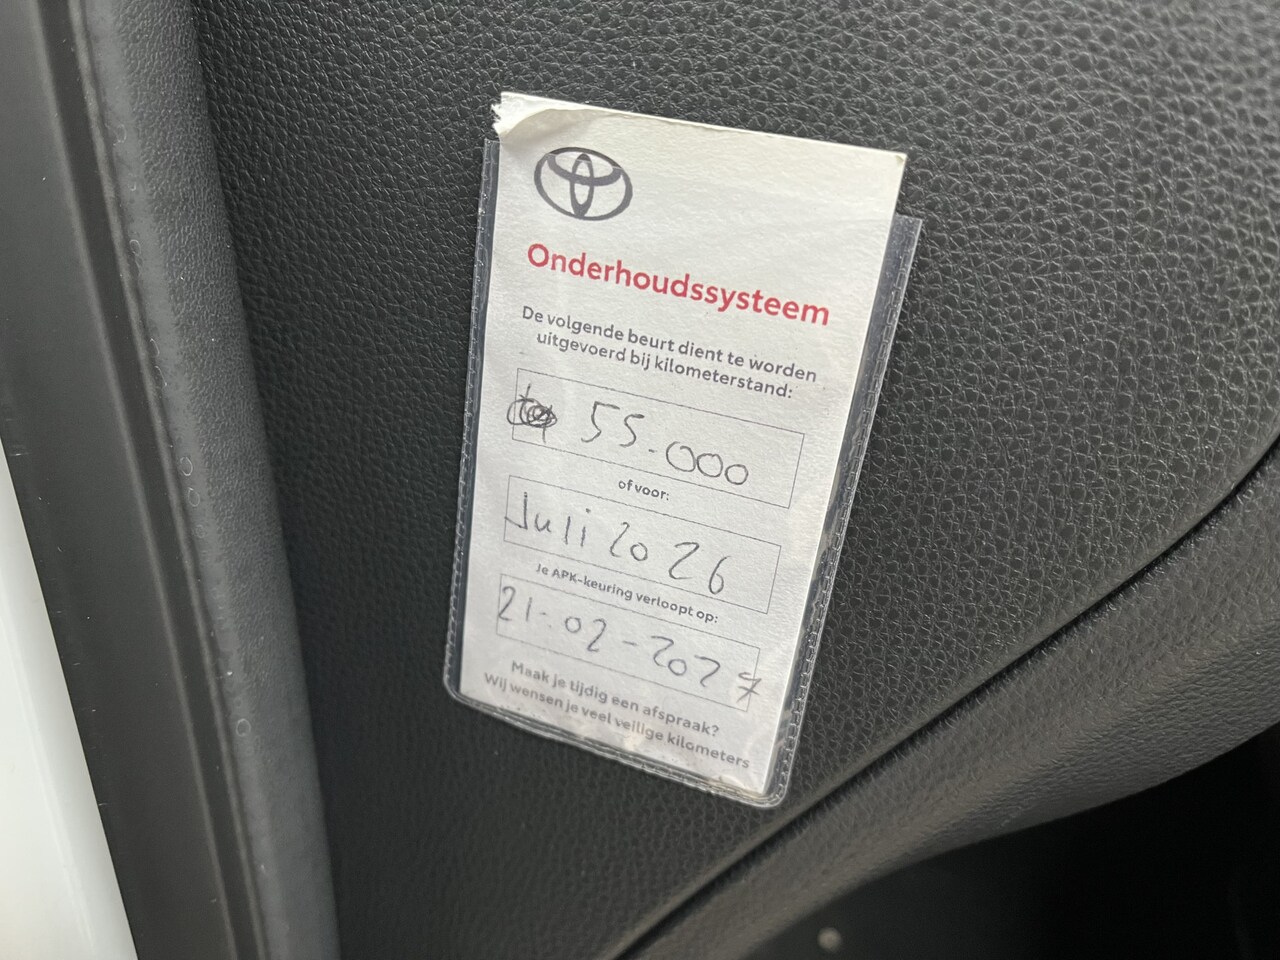 Onderhoudssysteem
De volgende beurt dient te worden
uitgevoerd bij kilometerstand:
55.000
of voor:
Juli 2026
Je APK-keuring verloopt op:
21-02-2027
Maak je tijdig een afspraak?
Wij wensen je veel veilige kilometers